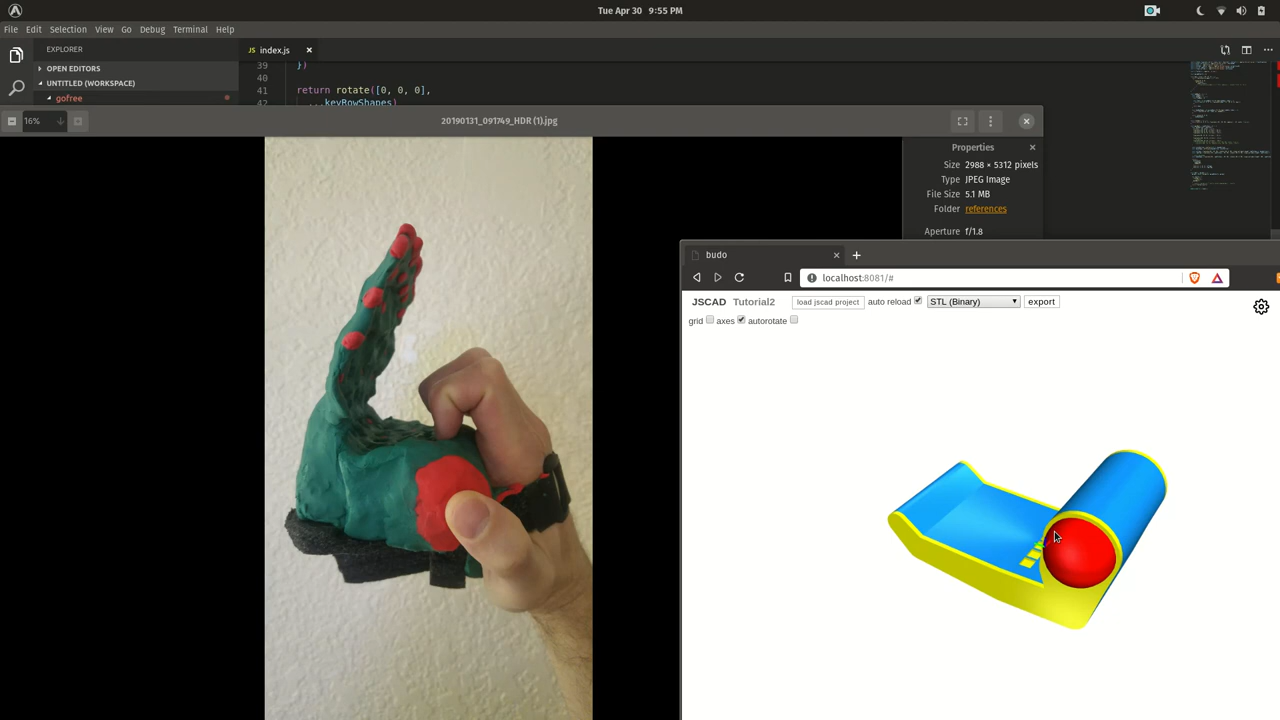 Tue Apr 30 9:55 PM
File Edit Selection View Go Debug Terminal Help
EXPLORER
index.js
OPEN EDITORS
UNTITLED (WORKSPACE)
gofree
39 })
40
41 return rotate([0, 0, 0],
42 ...keyRowShapes)
16%
20190131_091749_HDR (1).jpg
Properties
Size 2988 × 5312 pixels
Type JPEG Image
File Size 5.1 MB
Folder references
Aperture f/1.8
budo
localhost:8081/#
JSCAD Tutorial2 load jscad project auto reload STL (Binary) export
grid axes autorotate